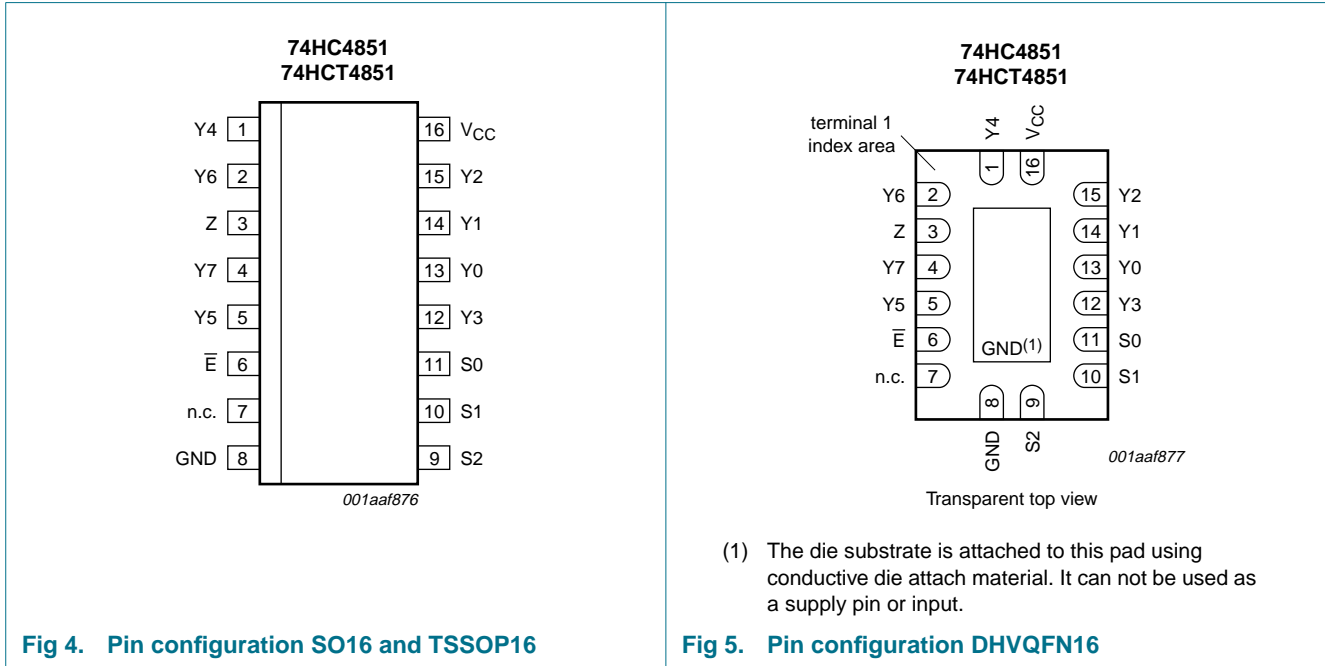 74HC4851
74HCT4851
Y4 1 16 VCC
Y6 2 15 Y2
Z 3 14 Y1
Y7 4 13 Y0
Y5 5 12 Y3
E̅ 6 11 S0
n.c. 7 10 S1
GND 8 9 S2
001aaf876
Fig 4. Pin configuration SO16 and TSSOP16
74HC4851
74HCT4851
terminal 1
index area
Y4 VCC
1 16
Y6 2 15 Y2
Z 3 14 Y1
Y7 4 13 Y0
Y5 5 12 Y3
E̅ 6 11 S0
GND(1)
n.c. 7 10 S1
8 9
GND S2
001aaf877
Transparent top view
(1) The die substrate is attached to this pad using
conductive die attach material. It can not be used as
a supply pin or input.
Fig 5. Pin configuration DHVQFN16